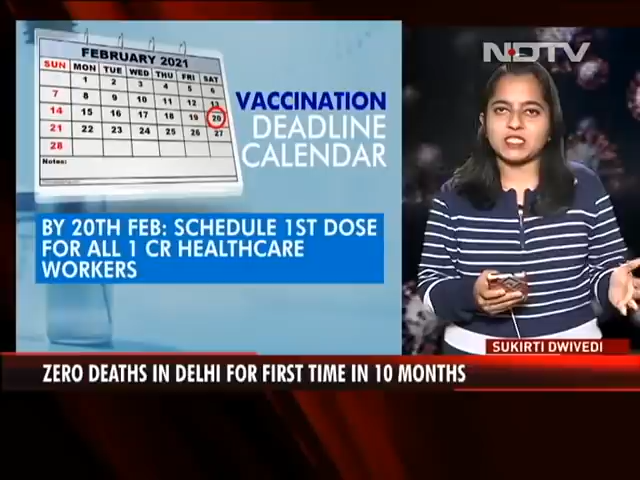 NDTV
FEBRUARY 2021
SUN MON TUE WED THU FRI SAT
1 2 3 4 5 6
7 8 9 10 11 12 13
14 15 16 17 18 19 20
21 22 23 24 25 26 27
28
Notes:
VACCINATION
DEADLINE
CALENDAR
BY 20TH FEB: SCHEDULE 1ST DOSE
FOR ALL 1 CR HEALTHCARE
WORKERS
SUKIRTI DWIVEDI
ZERO DEATHS IN DELHI FOR FIRST TIME IN 10 MONTHS